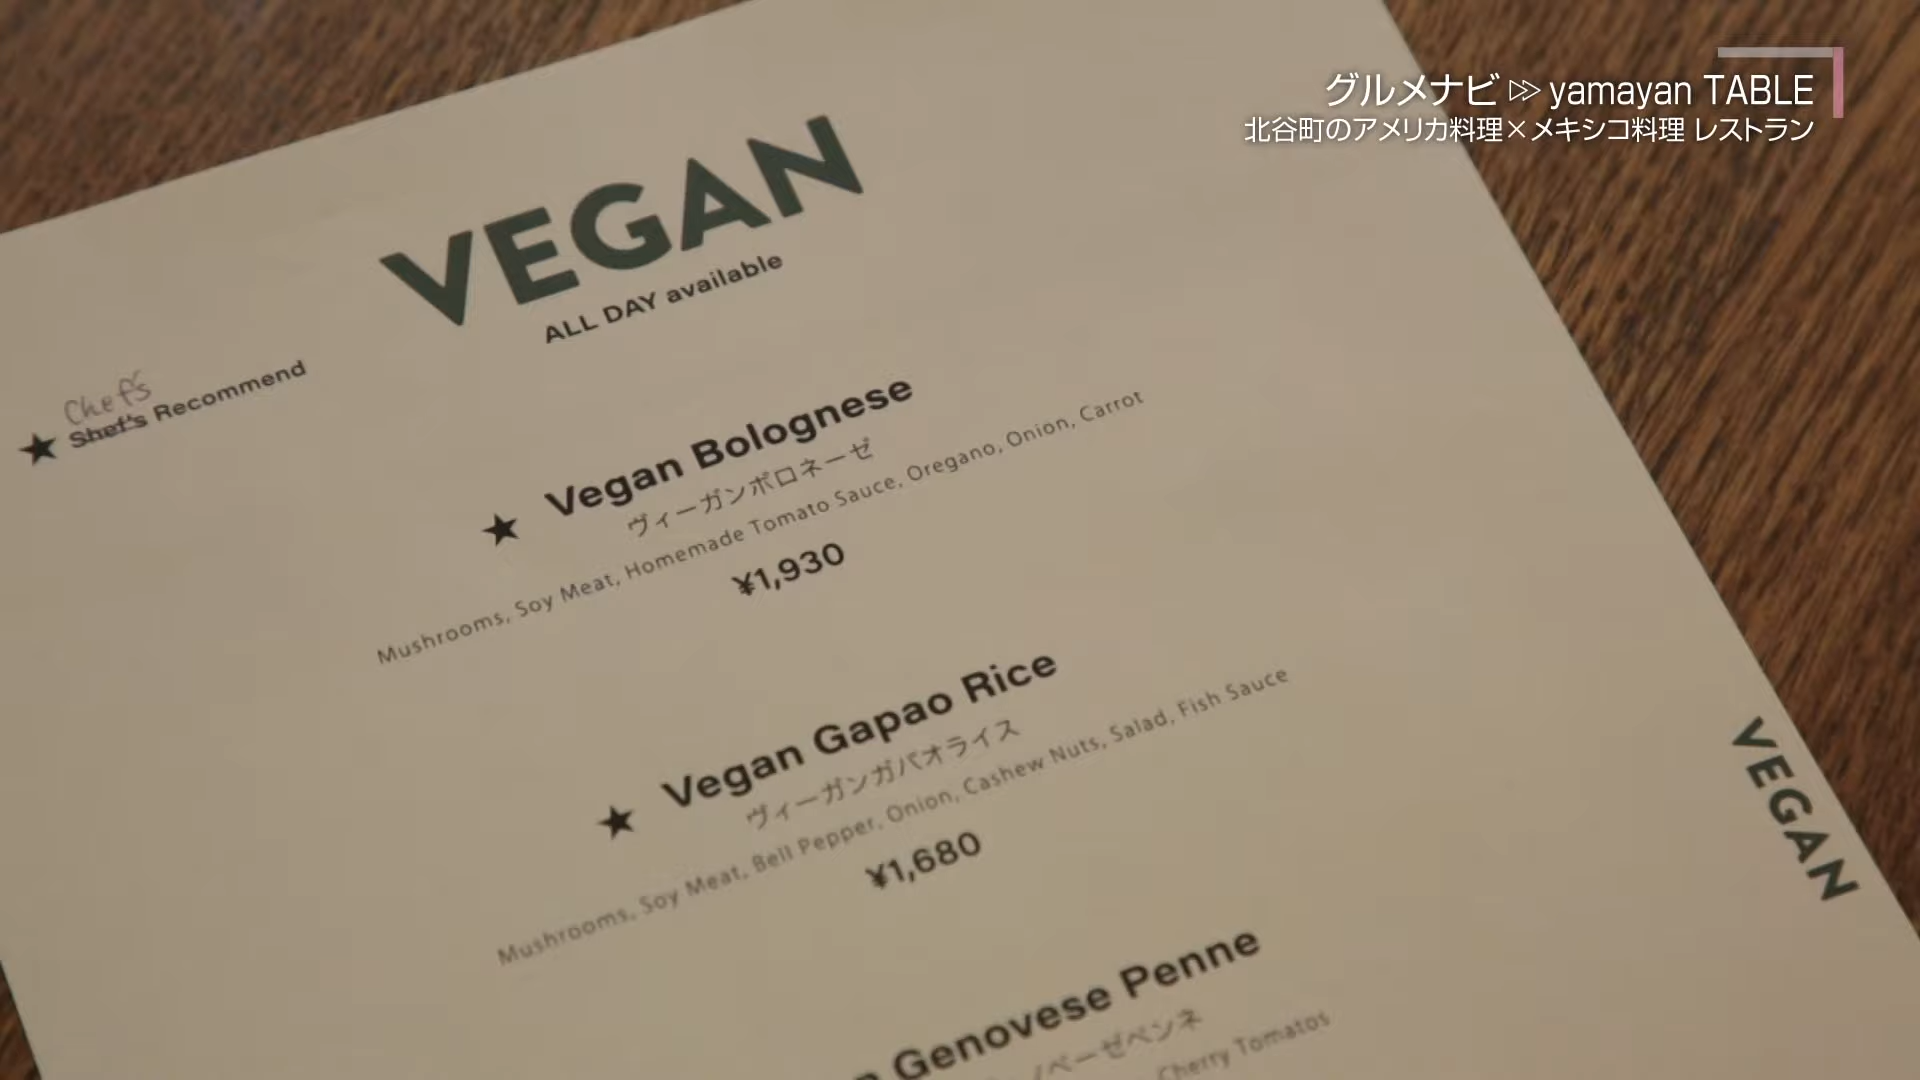 グルメナビ ▷▷ yamayan TABLE
北谷町のアメリカ料理×メキシコ料理 レストラン
VEGAN
ALL DAY available
Chef's
★ Shef's Recommend
★ Vegan Bolognese
ヴィーガンボロネーゼ
Mushrooms, Soy Meat, Homemade Tomato Sauce, Oregano, Onion, Carrot
¥1,930
★ Vegan Gapao Rice
ヴィーガンガパオライス
Mushrooms, Soy Meat, Bell Pepper, Onion, Cashew Nuts, Salad, Fish Sauce
¥1,680
Genovese Penne
ベーゼペンネ
Cherry Tomatos
VEGAN